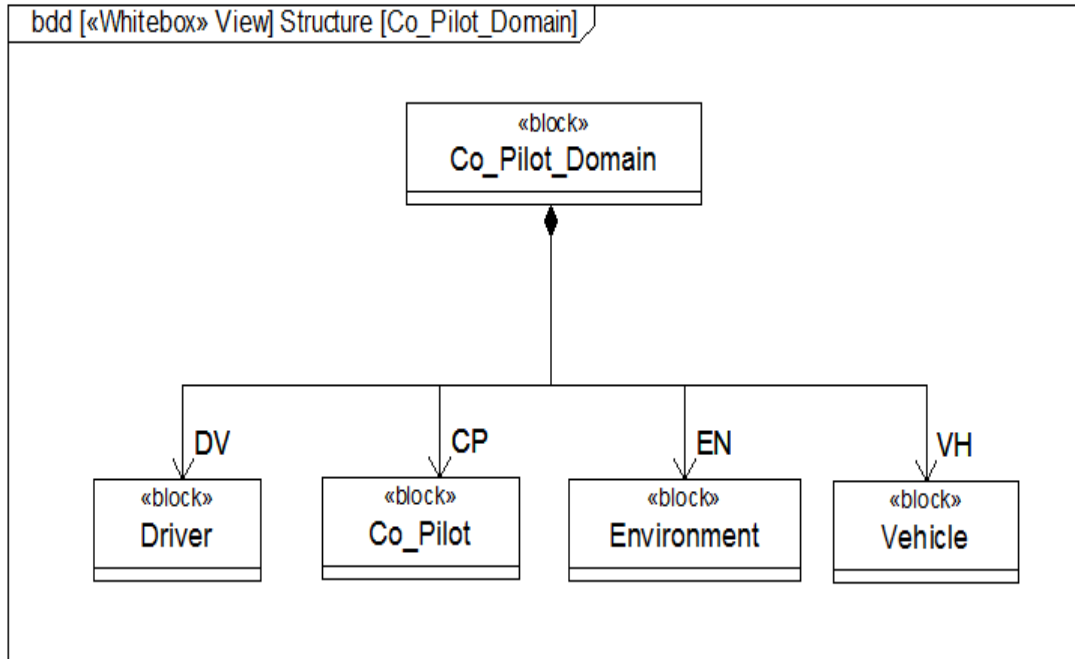 bdd [«Whitebox» View] Structure [Co_Pilot_Domain]
«block»
Co_Pilot_Domain
DV
CP
EN
VH
«block»
Driver
«block»
Co_Pilot
«block»
Environment
«block»
Vehicle